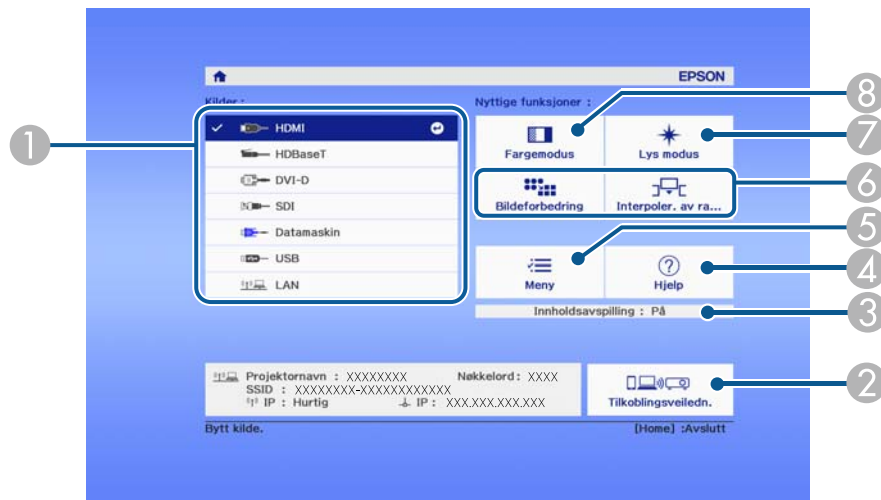 EPSON
Kilder :
HDMI
HDBaseT
DVI-D
SDI
Datamaskin
USB
LAN
Nyttige funksjoner :
Fargemodus
Lys modus
Bildeforbedring
Interpoler. av ra...
Meny
Hjelp
Innholdsavspilling : På
Projektornavn : XXXXXXXX Nøkkelord : XXXX
SSID : XXXXXXXX-XXXXXXXXXXXX
IP : Hurtig IP : XXX.XXX.XXX.XXX
Tilkoblingsveiledn.
Bytt kilde.
[Home] :Avslutt
1
8
7
6
5
4
3
2